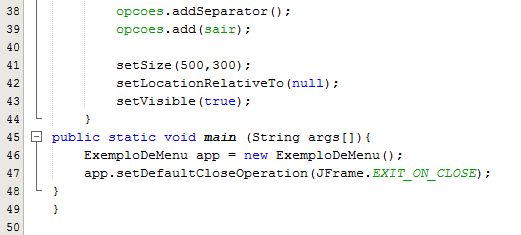 38 opcoes.addSeparator();
39 opcoes.add(sair);
40
41 setSize(500,300);
42 setLocationRelativeTo(null);
43 setVisible(true);
44 }
45 public static void main (String args[]){
46 ExemploDeMenu app = new ExemploDeMenu();
47 app.setDefaultCloseOperation(JFrame.EXIT_ON_CLOSE);
48 }
49 }
50